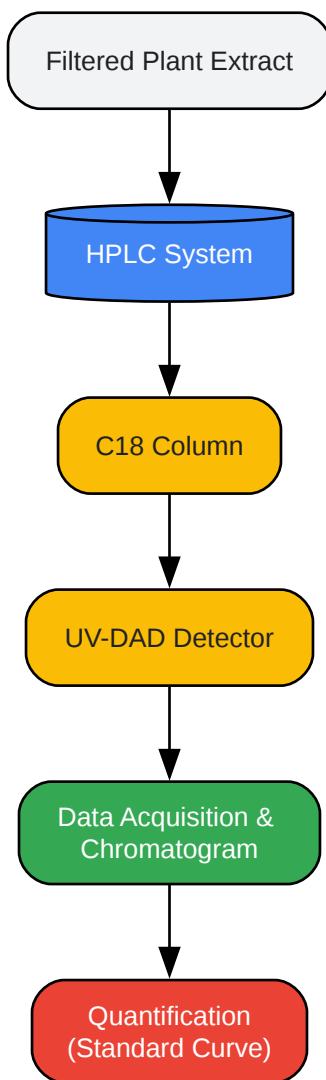 Filtered Plant Extract
HPLC System
C18 Column
UV-DAD Detector
Data Acquisition &
Chromatogram
Quantification
(Standard Curve)